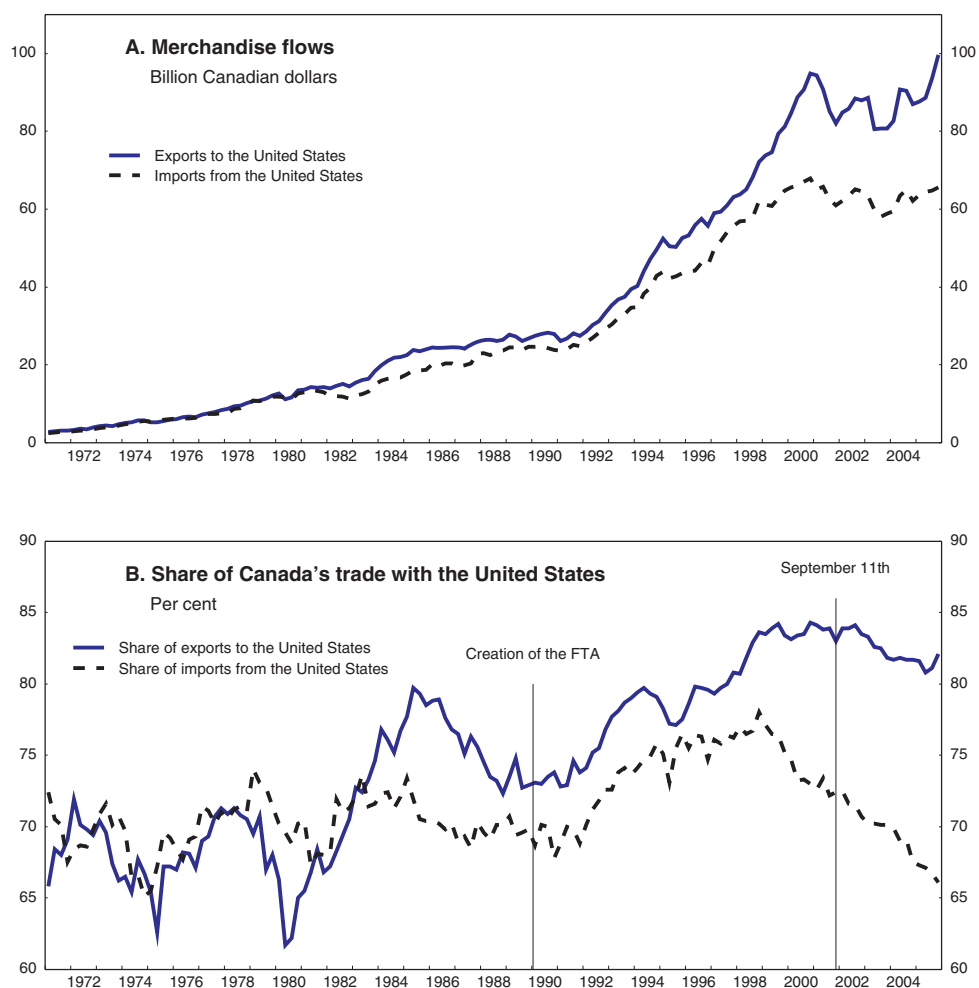 A. Merchandise flows
Billion Canadian dollars
Exports to the United States
Imports from the United States
100 100
80 80
60 60
40 40
20 20
0 0
1972 1974 1976 1978 1980 1982 1984 1986 1988 1990 1992 1994 1996 1998 2000 2002 2004
90 90
B. Share of Canada's trade with the United States
Per cent
September 11th
Share of exports to the United States
Share of imports from the United States
Creation of the FTA
85 85
80 80
75 75
70 70
65 65
60 60
1972 1974 1976 1978 1980 1982 1984 1986 1988 1990 1992 1994 1996 1998 2000 2002 2004